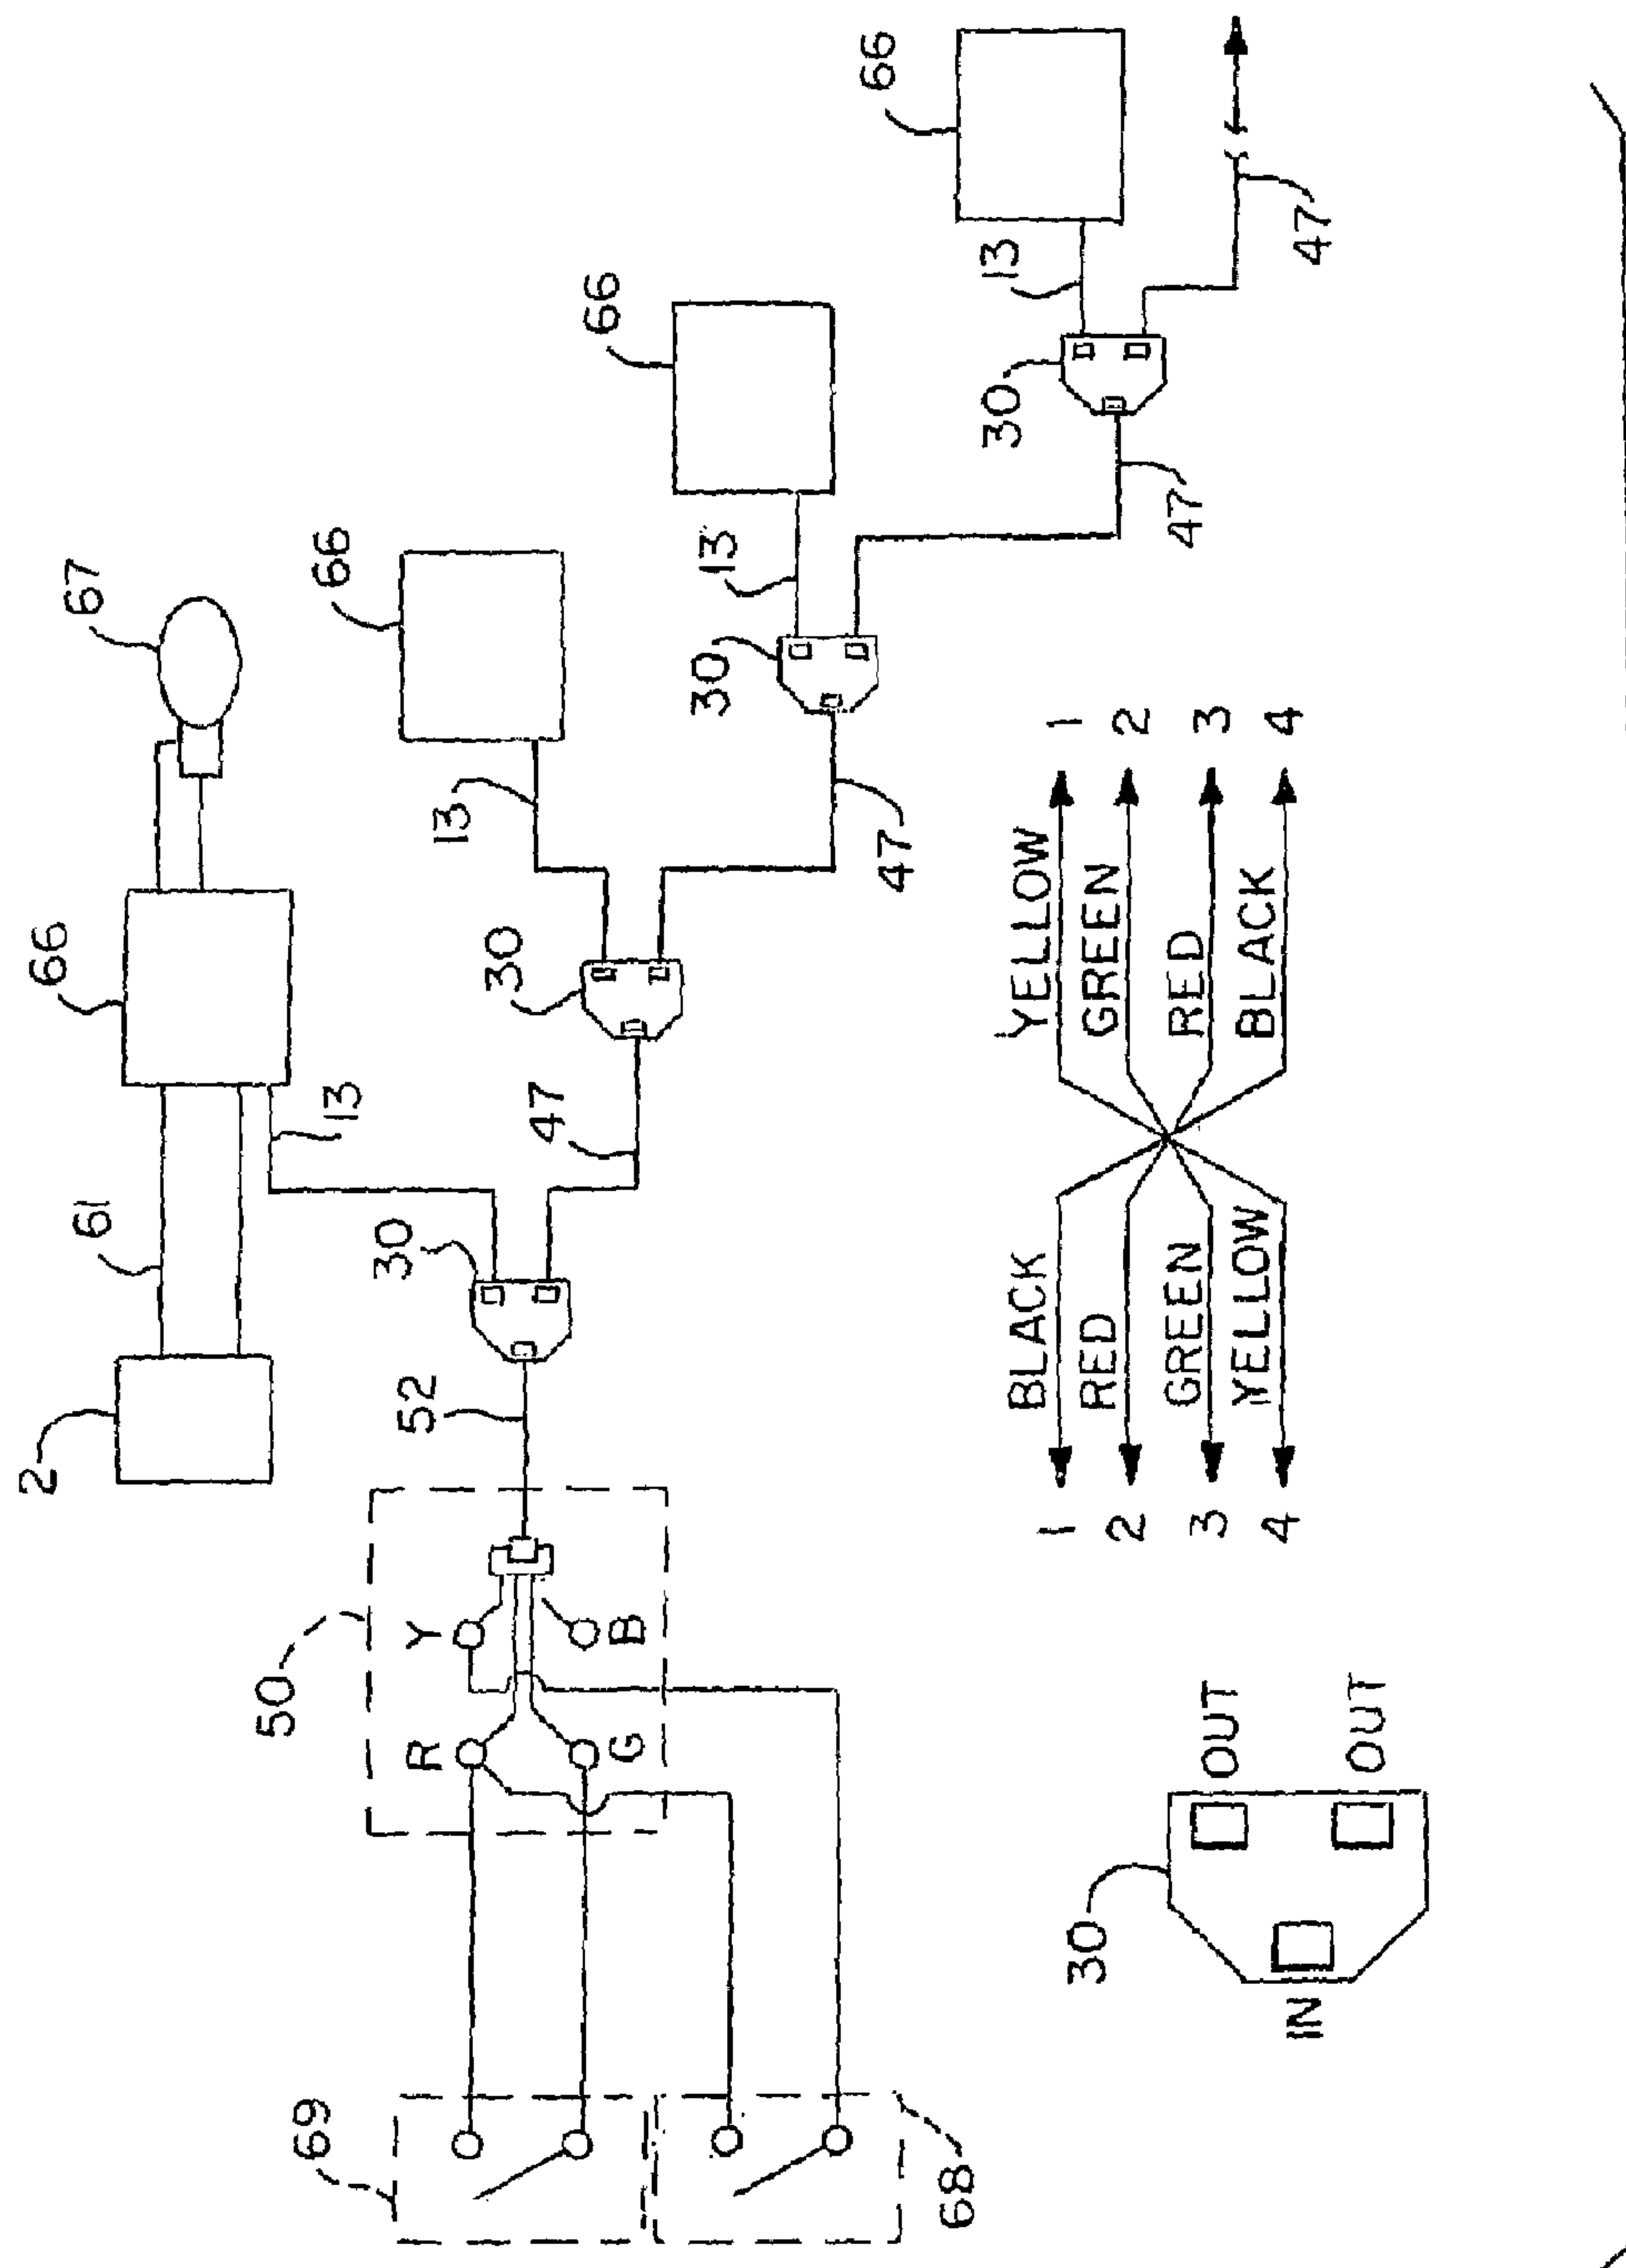 2
61
66
67
69
50
13
66
R
Y
52
30
13
30
47
66
G
B
30
13
66
47
68
30
13
47
47
1 BLACK YELLOW 1
2 RED GREEN 2
3 GREEN RED 3
4 YELLOW BLACK 4
30
OUT
IN
OUT